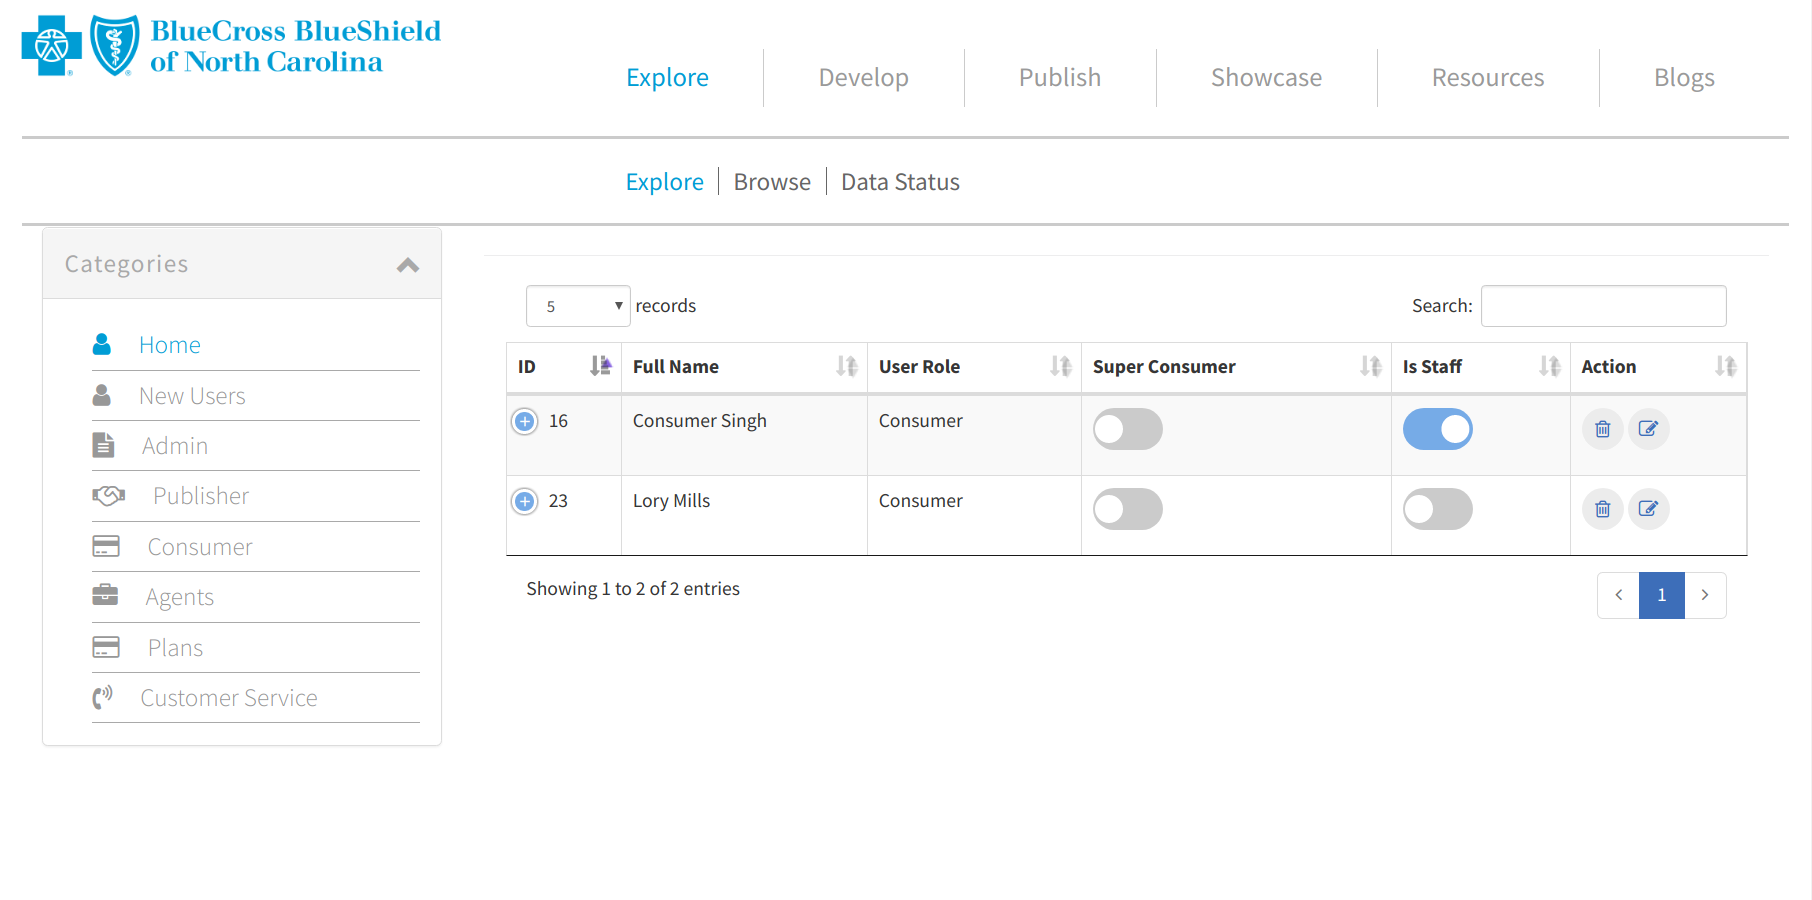 BlueCross BlueShield
of North Carolina
Explore Develop Publish Showcase Resources Blogs
Explore Browse Data Status
Categories
Home
New Users
Admin
Publisher
Consumer
Agents
Plans
Customer Service
5 records Search:
ID Full Name User Role Super Consumer Is Staff Action
16 Consumer Singh Consumer
23 Lory Mills Consumer
Showing 1 to 2 of 2 entries
‹ 1 ›